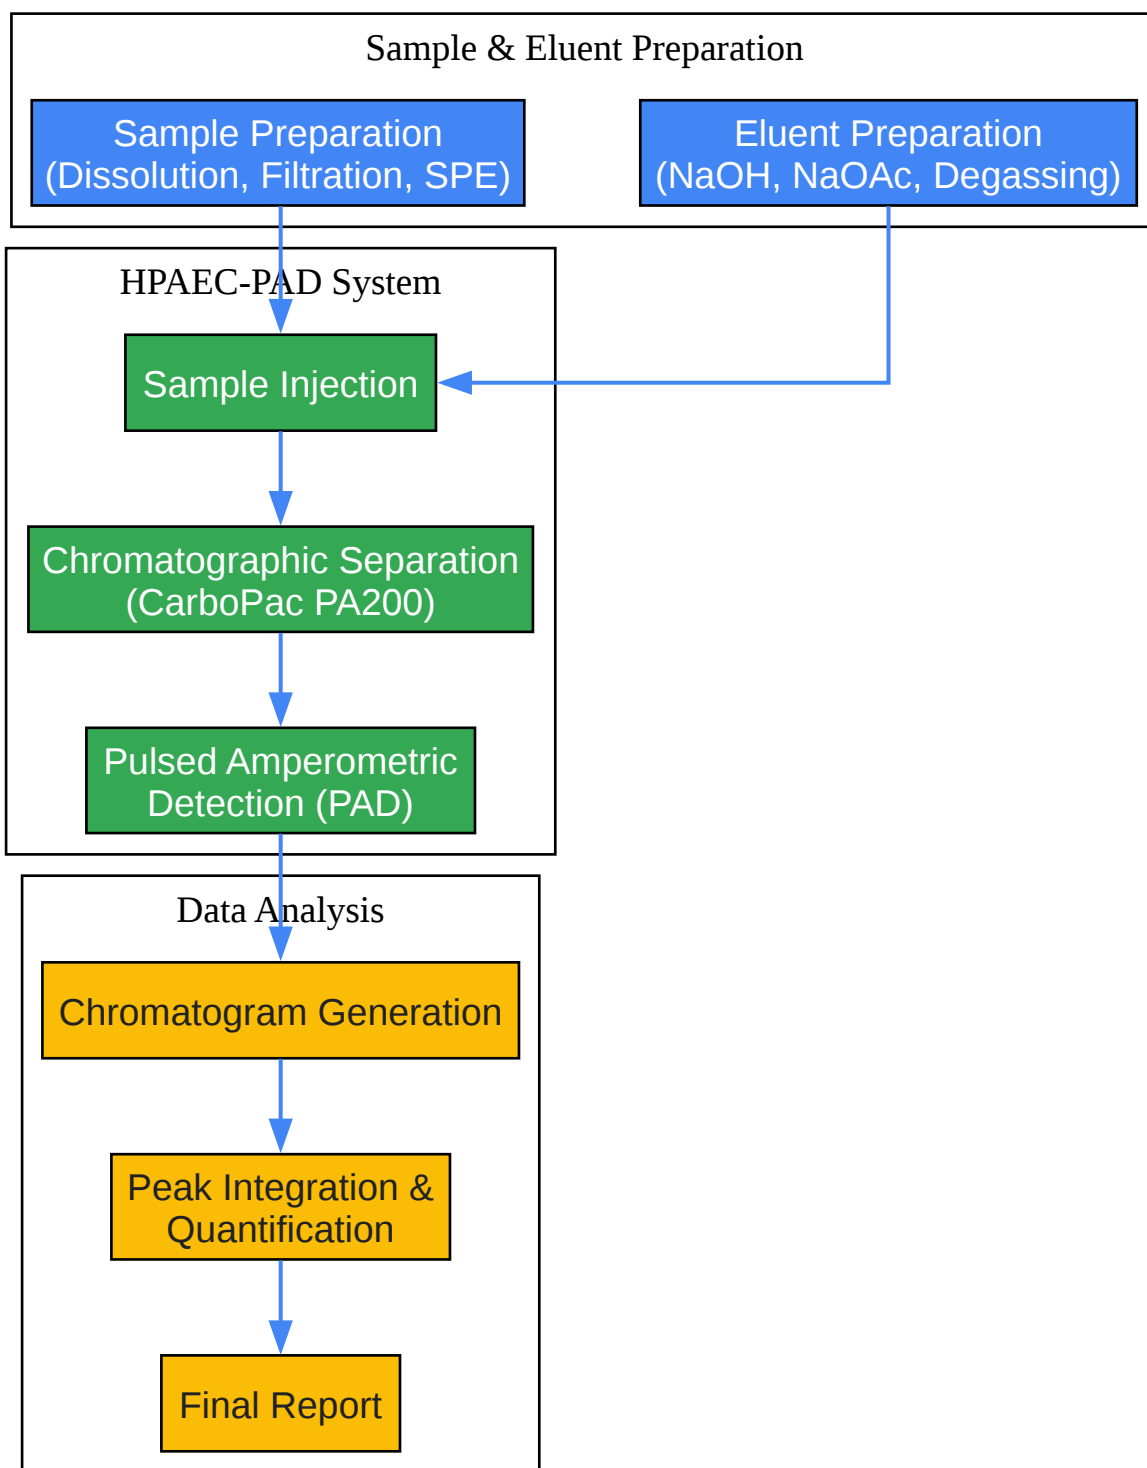 Sample & Eluent Preparation
Sample Preparation
(Dissolution, Filtration, SPE)
Eluent Preparation
(NaOH, NaOAc, Degassing)
HPAEC-PAD System
Sample Injection
Chromatographic Separation
(CarboPac PA200)
Pulsed Amperometric
Detection (PAD)
Data Analysis
Chromatogram Generation
Peak Integration &
Quantification
Final Report